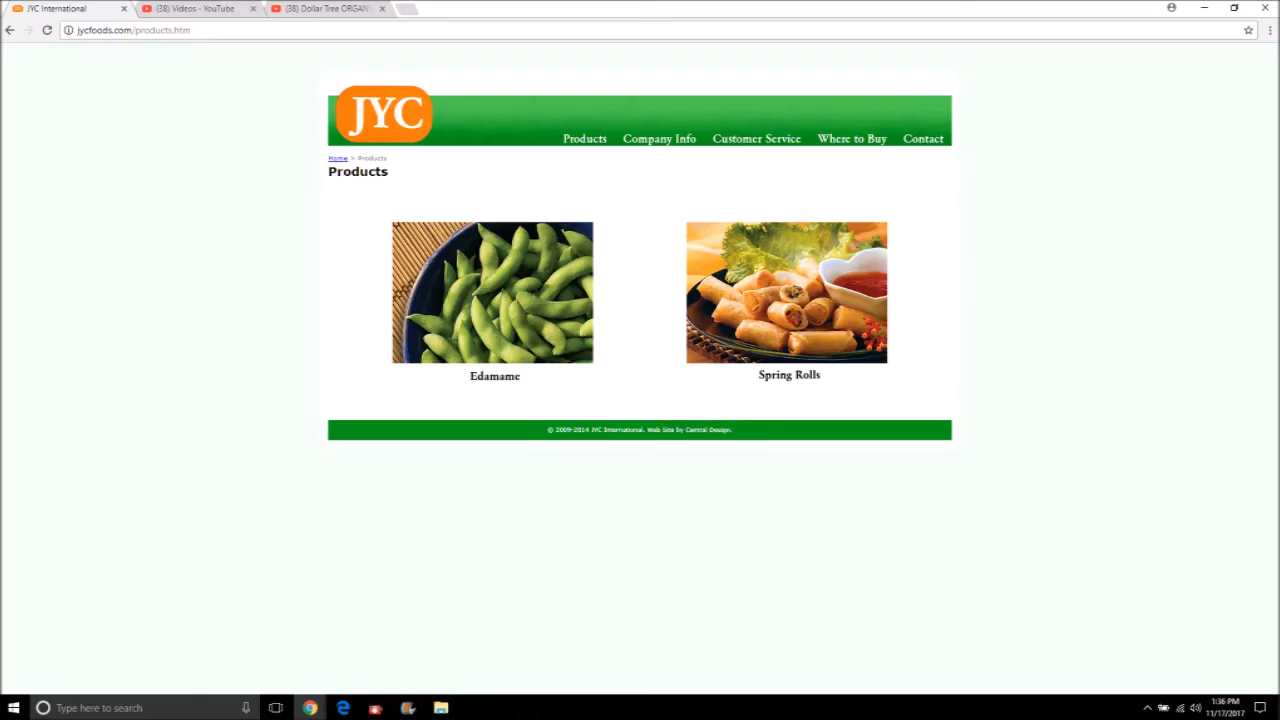 JYC International
(38) Videos - YouTube
(38) Dollar Tree ORGAN
jycfoods.com/products.htm
JYC
Products Company Info Customer Service Where to Buy Contact
Home > Products
Products
Edamame
Spring Rolls
© 2009-2014 JYC International. Web Site by Central Design.
Type here to search
1:36 PM
11/17/2017